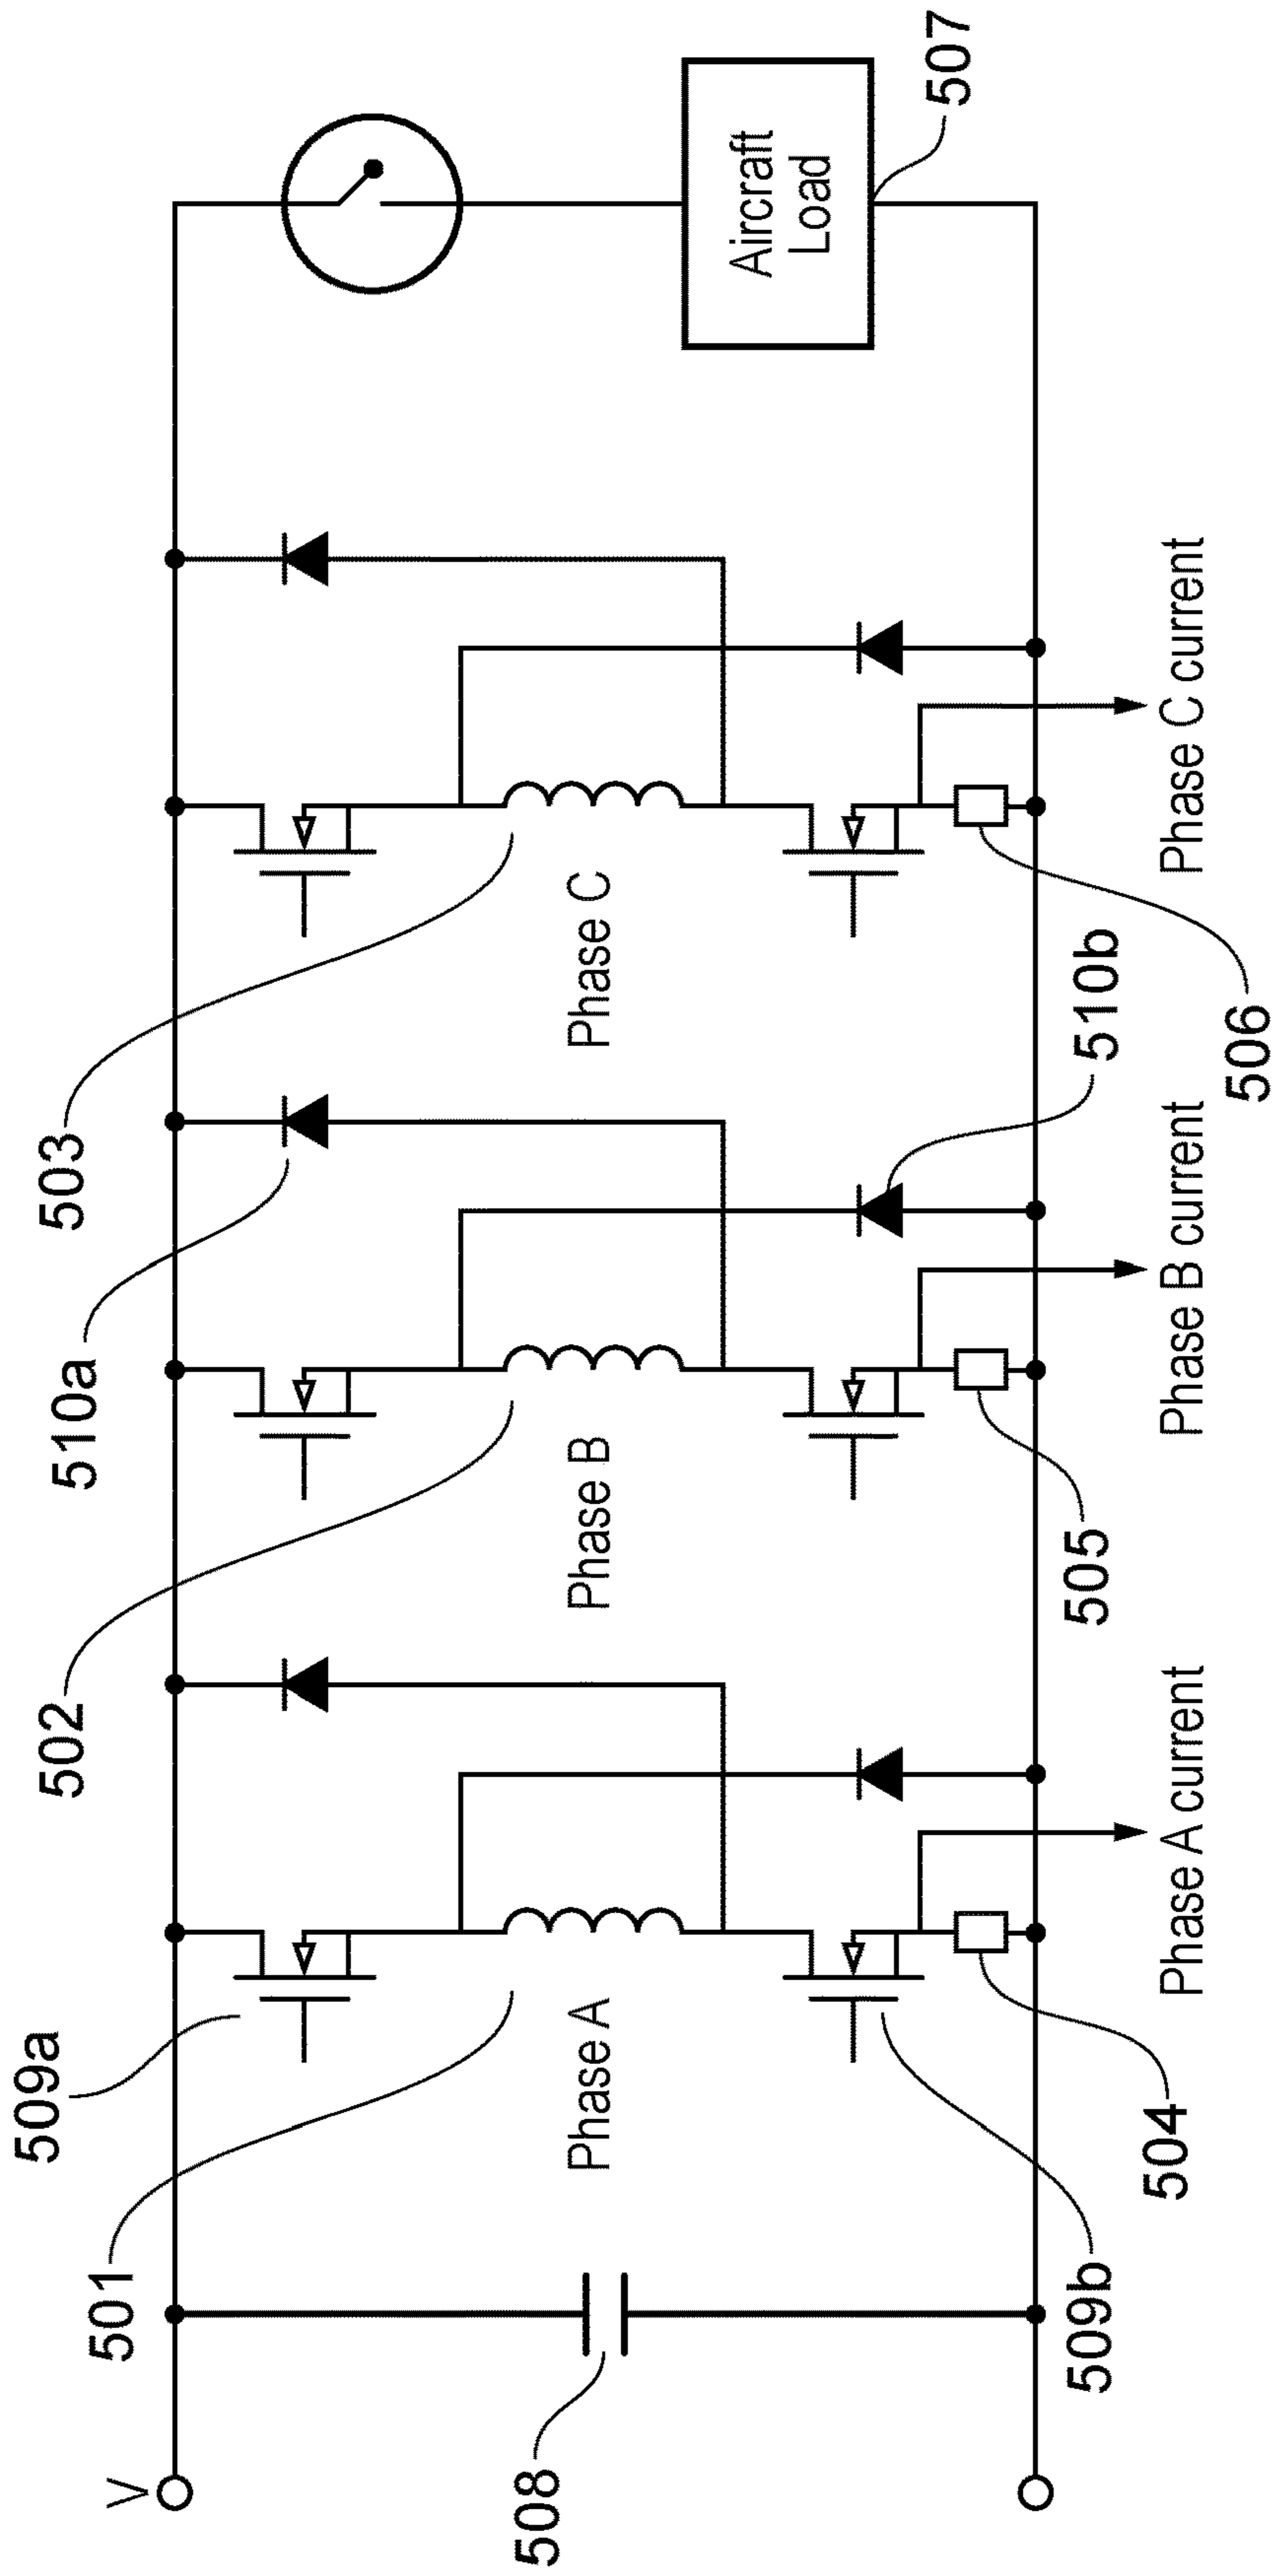 V
508
501
509a
Phase A
509b
504
Phase A current
502
510a
Phase B
505
Phase B current
503
510b
Phase C
506
Phase C current
Aircraft
Load
507